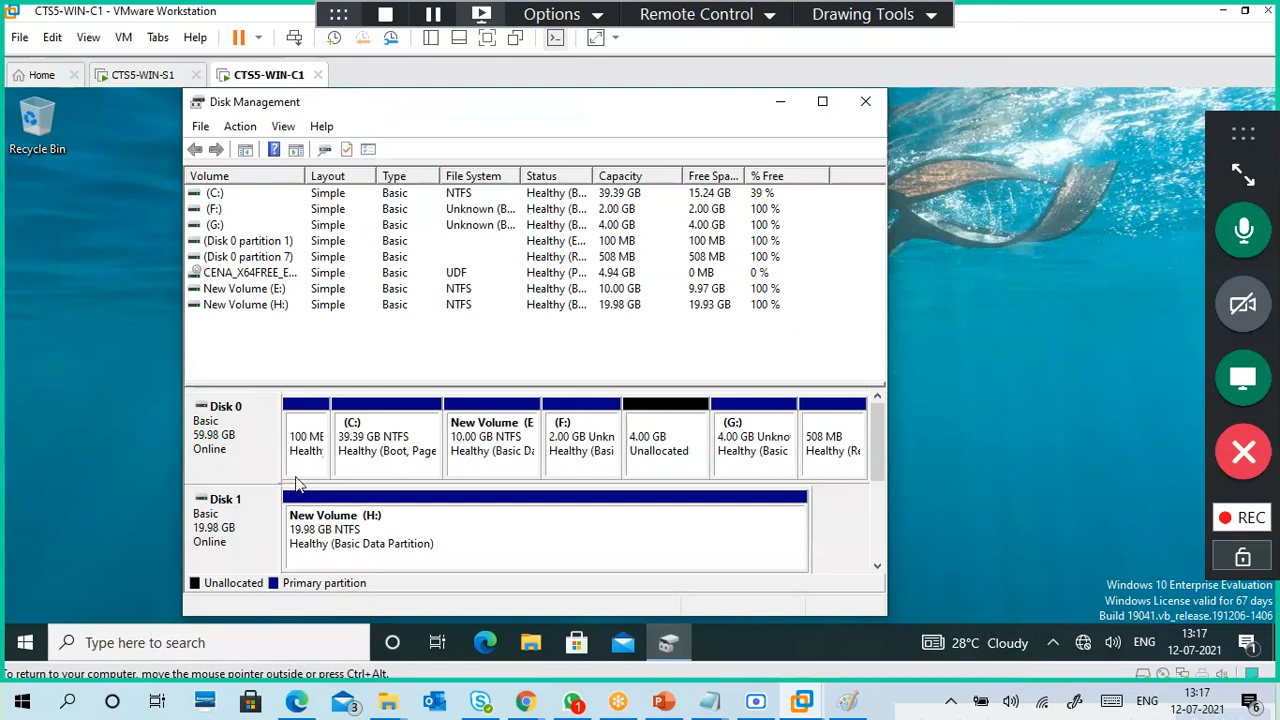 CTS5-WIN-C1 - VMware Workstation
Options
Remote Control
Drawing Tools
File Edit View VM Tabs Help
Home CTS5-WIN-S1 CTS5-WIN-C1
Recycle Bin
Disk Management
File Action View Help
Volume Layout Type File System Status Capacity Free Spa... % Free
(C:) Simple Basic NTFS Healthy (B... 39.39 GB 15.24 GB 39 %
(F:) Simple Basic Unknown (B... Healthy (B... 2.00 GB 2.00 GB 100 %
(G:) Simple Basic Unknown (B... Healthy (B... 4.00 GB 4.00 GB 100 %
(Disk 0 partition 1) Simple Basic Healthy (E... 100 MB 100 MB 100 %
(Disk 0 partition 7) Simple Basic Healthy (R... 508 MB 508 MB 100 %
CENA_X64FREE_E... Simple Basic UDF Healthy (P... 4.94 GB 0 MB 0 %
New Volume (E:) Simple Basic NTFS Healthy (B... 10.00 GB 9.97 GB 100 %
New Volume (H:) Simple Basic NTFS Healthy (B... 19.98 GB 19.93 GB 100 %
Disk 0
Basic
59.98 GB
Online
100 MB
Healthy
(C:)
39.39 GB NTFS
Healthy (Boot, Page
New Volume (E
10.00 GB NTFS
Healthy (Basic D
(F:)
2.00 GB Unkn
Healthy (Basi
4.00 GB
Unallocated
(G:)
4.00 GB Unkno
Healthy (Basic
508 MB
Healthy (Re
Disk 1
Basic
19.98 GB
Online
New Volume (H:)
19.98 GB NTFS
Healthy (Basic Data Partition)
Unallocated Primary partition
REC
Windows 10 Enterprise Evaluation
Windows License valid for 67 days
Build 19041.vb_release.191206-1406
Type here to search
28°C Cloudy
ENG
13:17
12-07-2021
1
To return to your computer, move the mouse pointer outside or press Ctrl+Alt.
3
1
ENG
13:17
12-07-2021
6